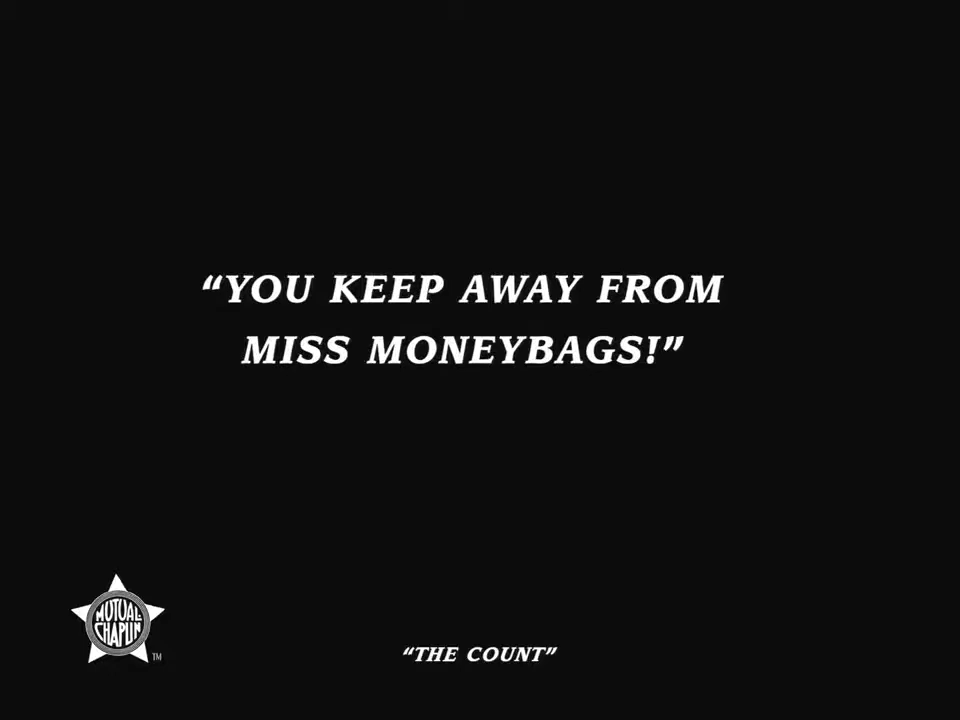 “YOU KEEP AWAY FROM
MISS MONEYBAGS!”
MUTUAL-
CHAPLIN
TM
“THE COUNT”